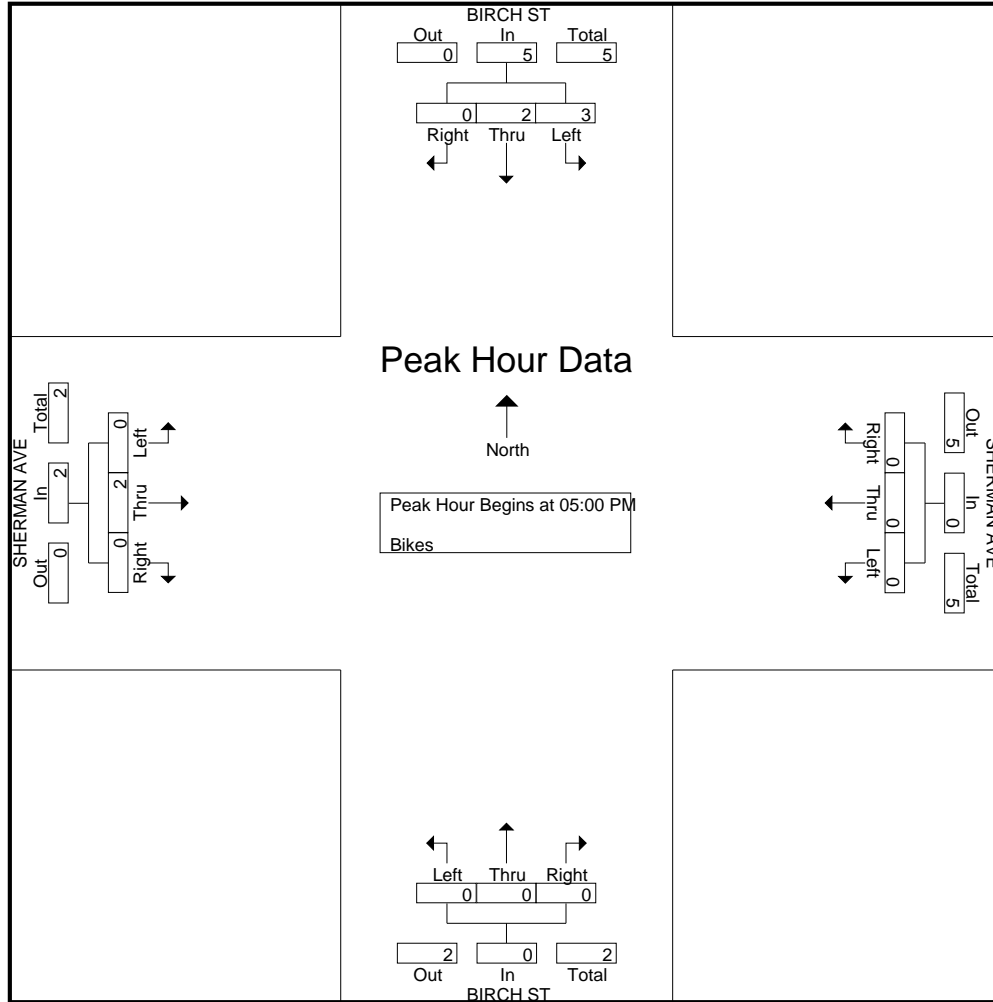 BIRCH ST
Out In Total
0 5 5
0 2 3
Right Thru Left
Peak Hour Data
North
Peak Hour Begins at 05:00 PM
Bikes
SHERMAN AVE
Out In Total
0 2 2
Left Thru Right
0 2 0
SHERMAN AVE
Out In Total
5 0 5
Right Thru Left
0 0 0
Left Thru Right
0 0 0
2 0 2
Out In Total
BIRCH ST